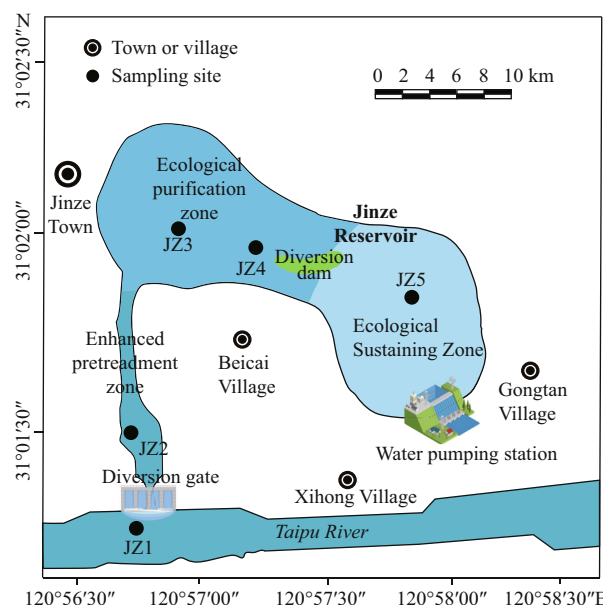 Town or village
Sampling site
0 2 4 6 8 10 km
31°02′30″N
31°02′00″
31°01′30″
Jinze
Town
Ecological
purification
zone
JZ3
JZ4
Jinze
Reservoir
Diversion
dam
JZ5
Ecological
Sustaining Zone
Enhanced
pretreatment
zone
Beicai
Village
Gongtan
Village
JZ2
Water pumping station
Diversion gate
Xihong Village
Taipu River
JZ1
120°56′30″ 120°57′00″ 120°57′30″ 120°58′00″ 120°58′30″E